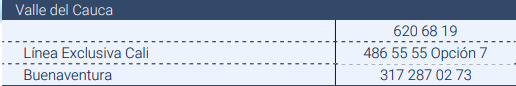 Valle del Cauca
620 68 19
Línea Exclusiva Cali 486 55 55 Opción 7
Buenaventura 317 287 02 73